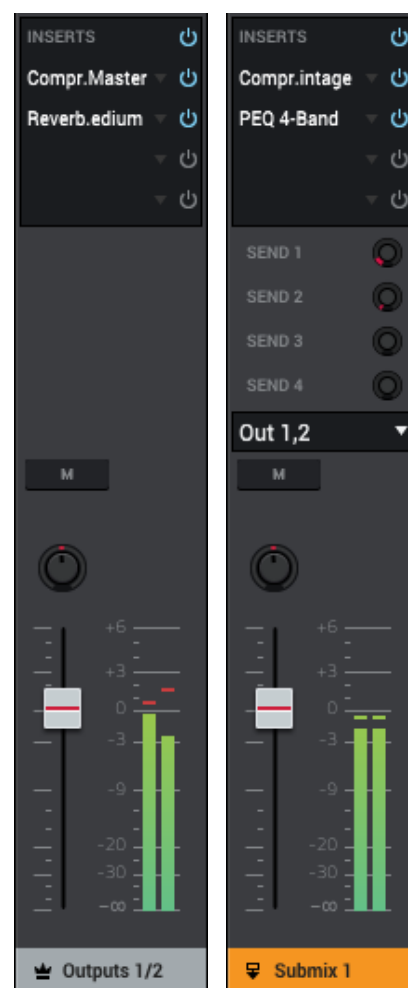 INSERTS
Compr.Master
Reverb.edium
M
+6
+3
0
-3
-9
-20
-30
-∞
Outputs 1/2
INSERTS
Compr.intage
PEQ 4-Band
SEND 1
SEND 2
SEND 3
SEND 4
Out 1,2
M
+6
+3
0
-3
-9
-20
-30
-∞
Submix 1